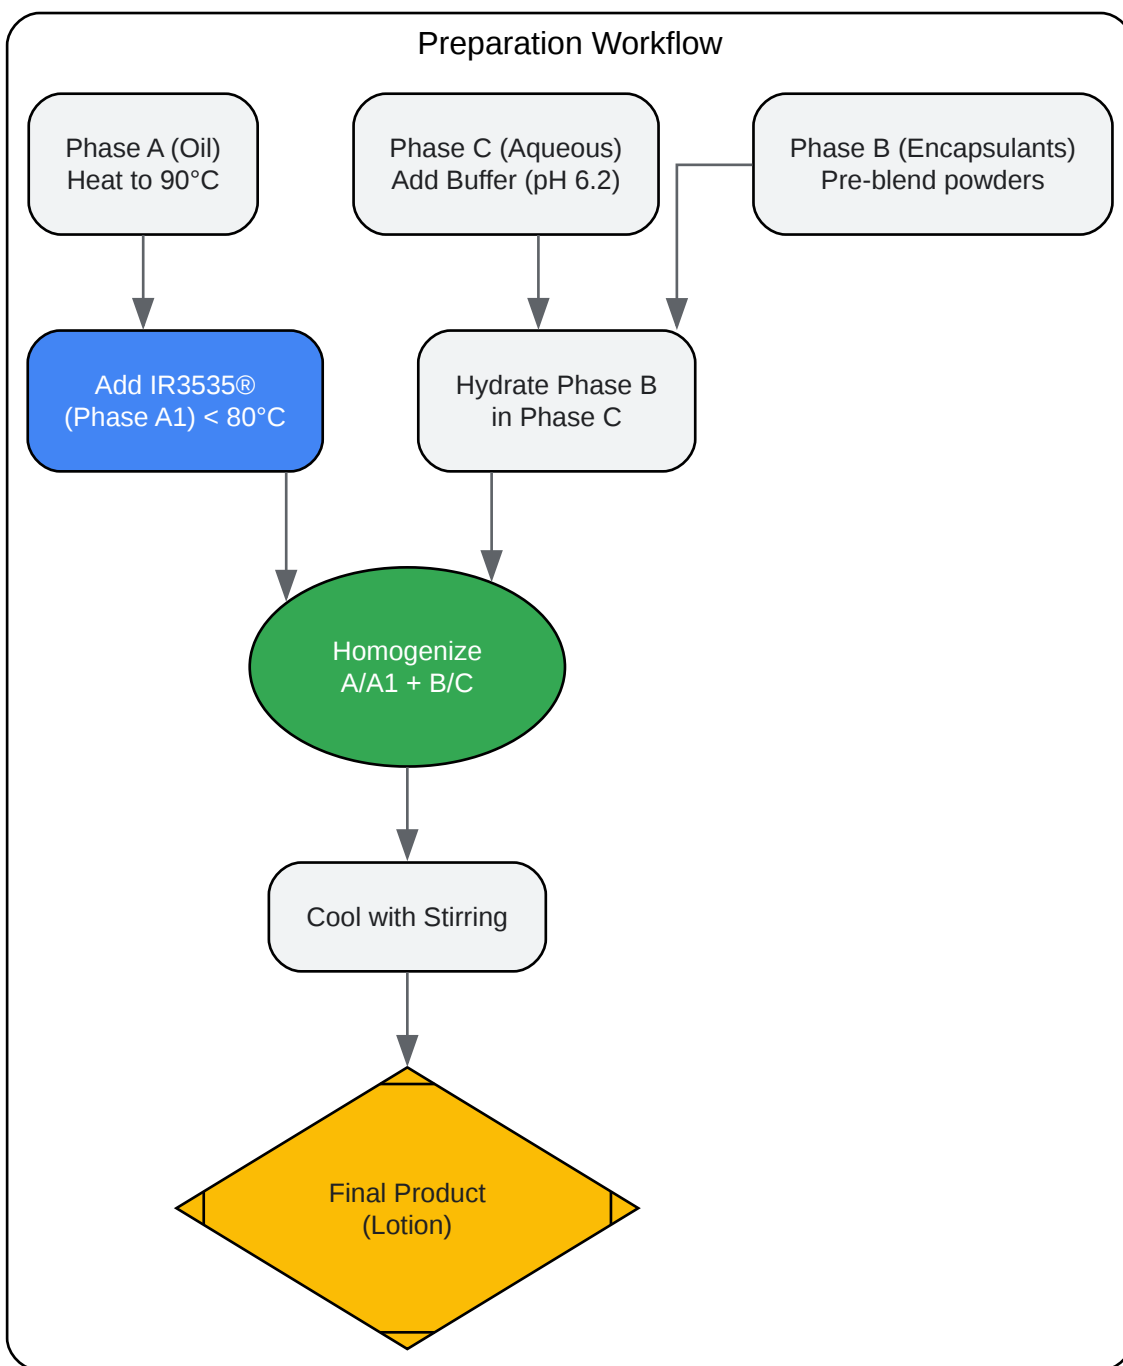 Preparation Workflow
Phase A (Oil)
Heat to 90°C
Phase C (Aqueous)
Add Buffer (pH 6.2)
Phase B (Encapsulants)
Pre-blend powders
Add IR3535®
(Phase A1) < 80°C
Hydrate Phase B
in Phase C
Homogenize
A/A1 + B/C
Cool with Stirring
Final Product
(Lotion)